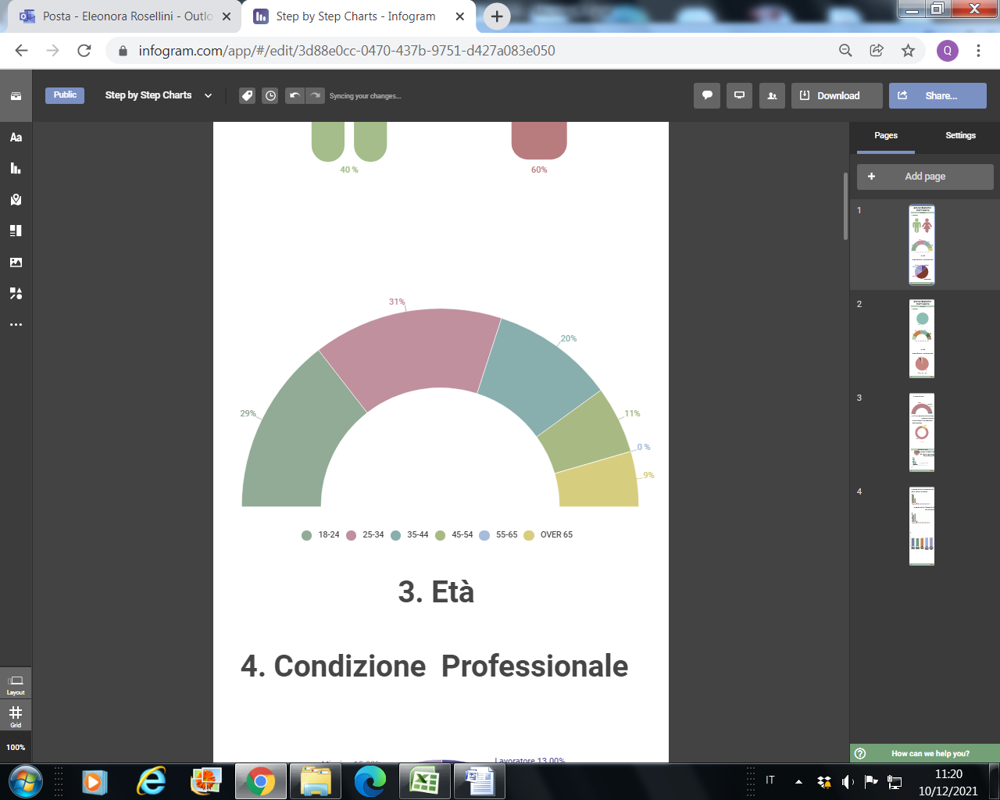 Posta - Eleonora Rosellini - Outlo
Step by Step Charts - Infogram
infogram.com/app/#/edit/3d88e0cc-0470-437b-9751-d427a083e050
Q
Public
Step by Step Charts
Syncing your changes...
Download
Share...
Aa
Pages
Settings
Add page
40 %
60%
1
31%
20%
29%
11%
0 %
9%
2
3
4
18-24
25-34
35-44
45-54
55-65
OVER 65
3. Età
4. Condizione Professionale
Layout
Grid
100%
Lavoratore 13.00%
How can we help you?
IT
11:20
10/12/2021